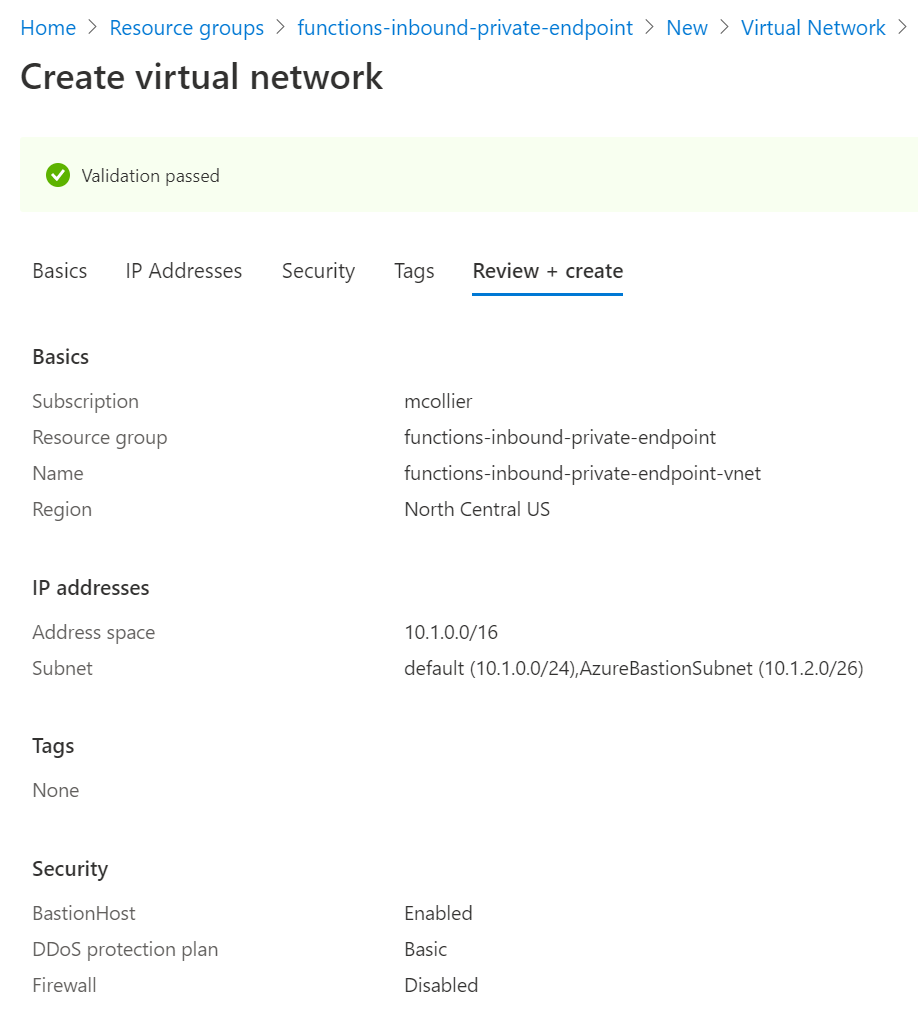 Home > Resource groups > functions-inbound-private-endpoint > New > Virtual Network >
Create virtual network
Validation passed
Basics IP Addresses Security Tags Review + create
Basics
Subscription mcollier
Resource group functions-inbound-private-endpoint
Name functions-inbound-private-endpoint-vnet
Region North Central US
IP addresses
Address space 10.1.0.0/16
Subnet default (10.1.0.0/24),AzureBastionSubnet (10.1.2.0/26)
Tags
None
Security
BastionHost Enabled
DDoS protection plan Basic
Firewall Disabled